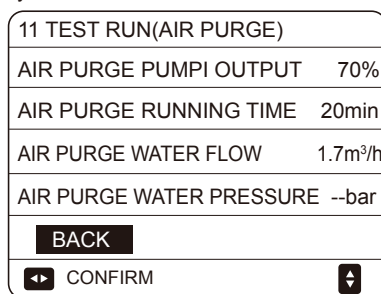 11 TEST RUN(AIR PURGE)
AIR PURGE PUMPI OUTPUT 70%
AIR PURGE RUNNING TIME 20min
AIR PURGE WATER FLOW 1.7m³/h
AIR PURGE WATER PRESSURE --bar
BACK
CONFIRM